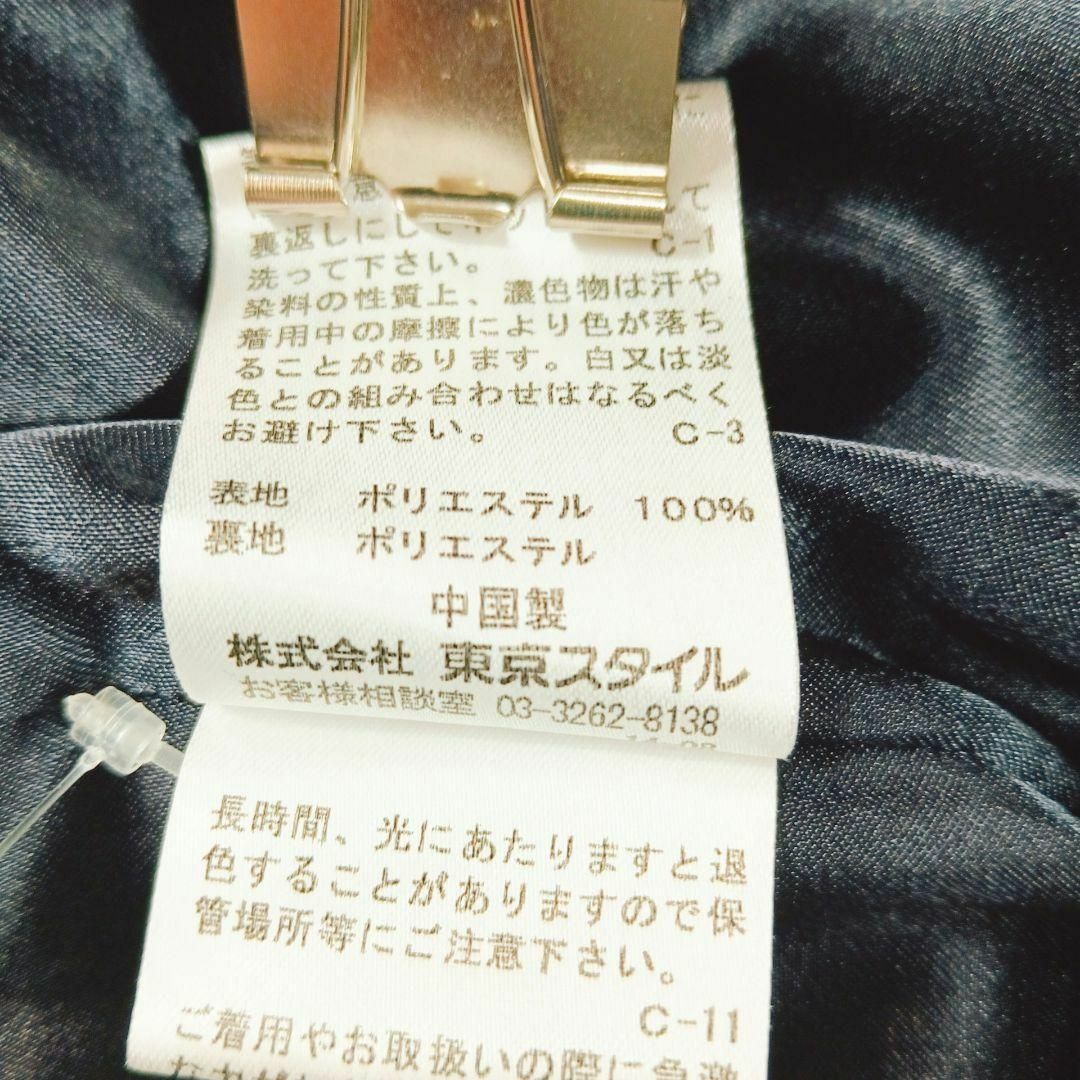 て
C-1
裏返しにして
洗って下さい。
染料の性質上、濃色物は汗や
着用中の摩擦により色が落ち
ることがあります。白又は淡
色との組み合わせはなるべく
お避け下さい。 C-3
表地 ポリエステル 100%
裏地 ポリエステル
中国製
株式会社 東京スタイル
お客様相談室 03-3262-8138
長時間、光にあたりますと退
色することがありますので保
管場所等にご注意下さい。
C-11
ご着用やお取扱いの際に急激